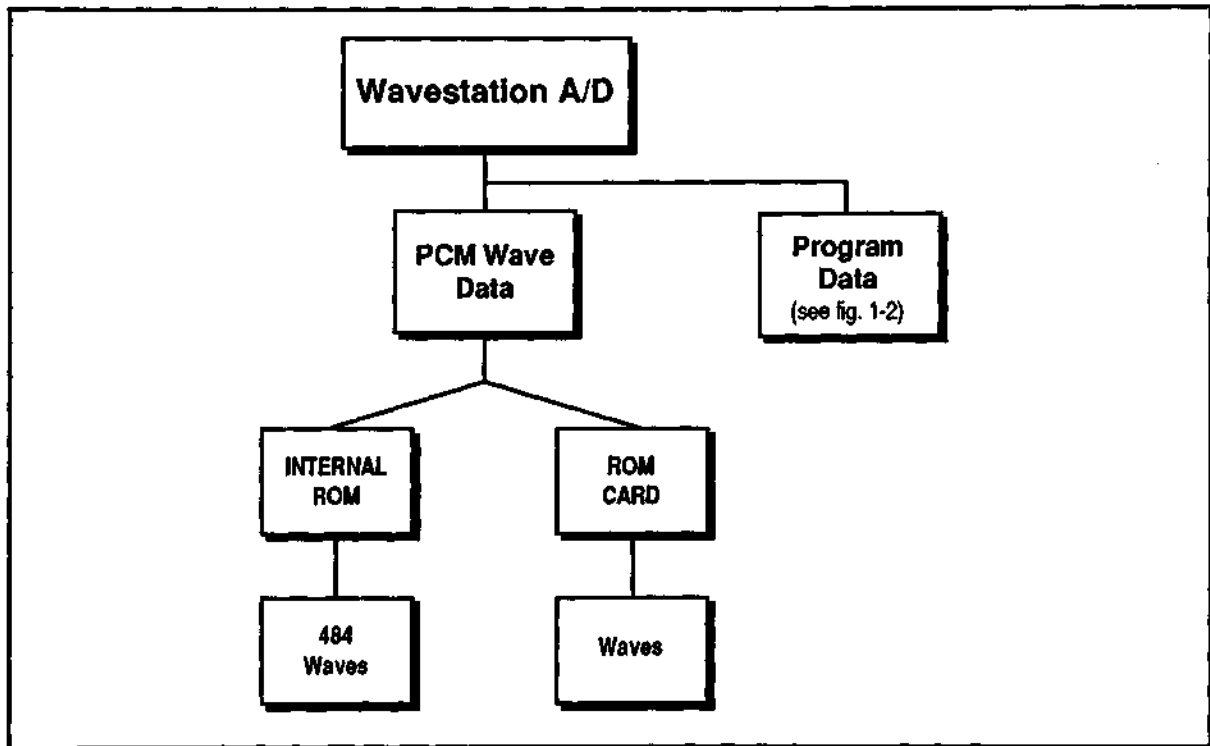 Wavestation A/D
PCM Wave
Data
Program
Data
(see fig. 1-2)
INTERNAL
ROM
ROM
CARD
484
Waves
Waves